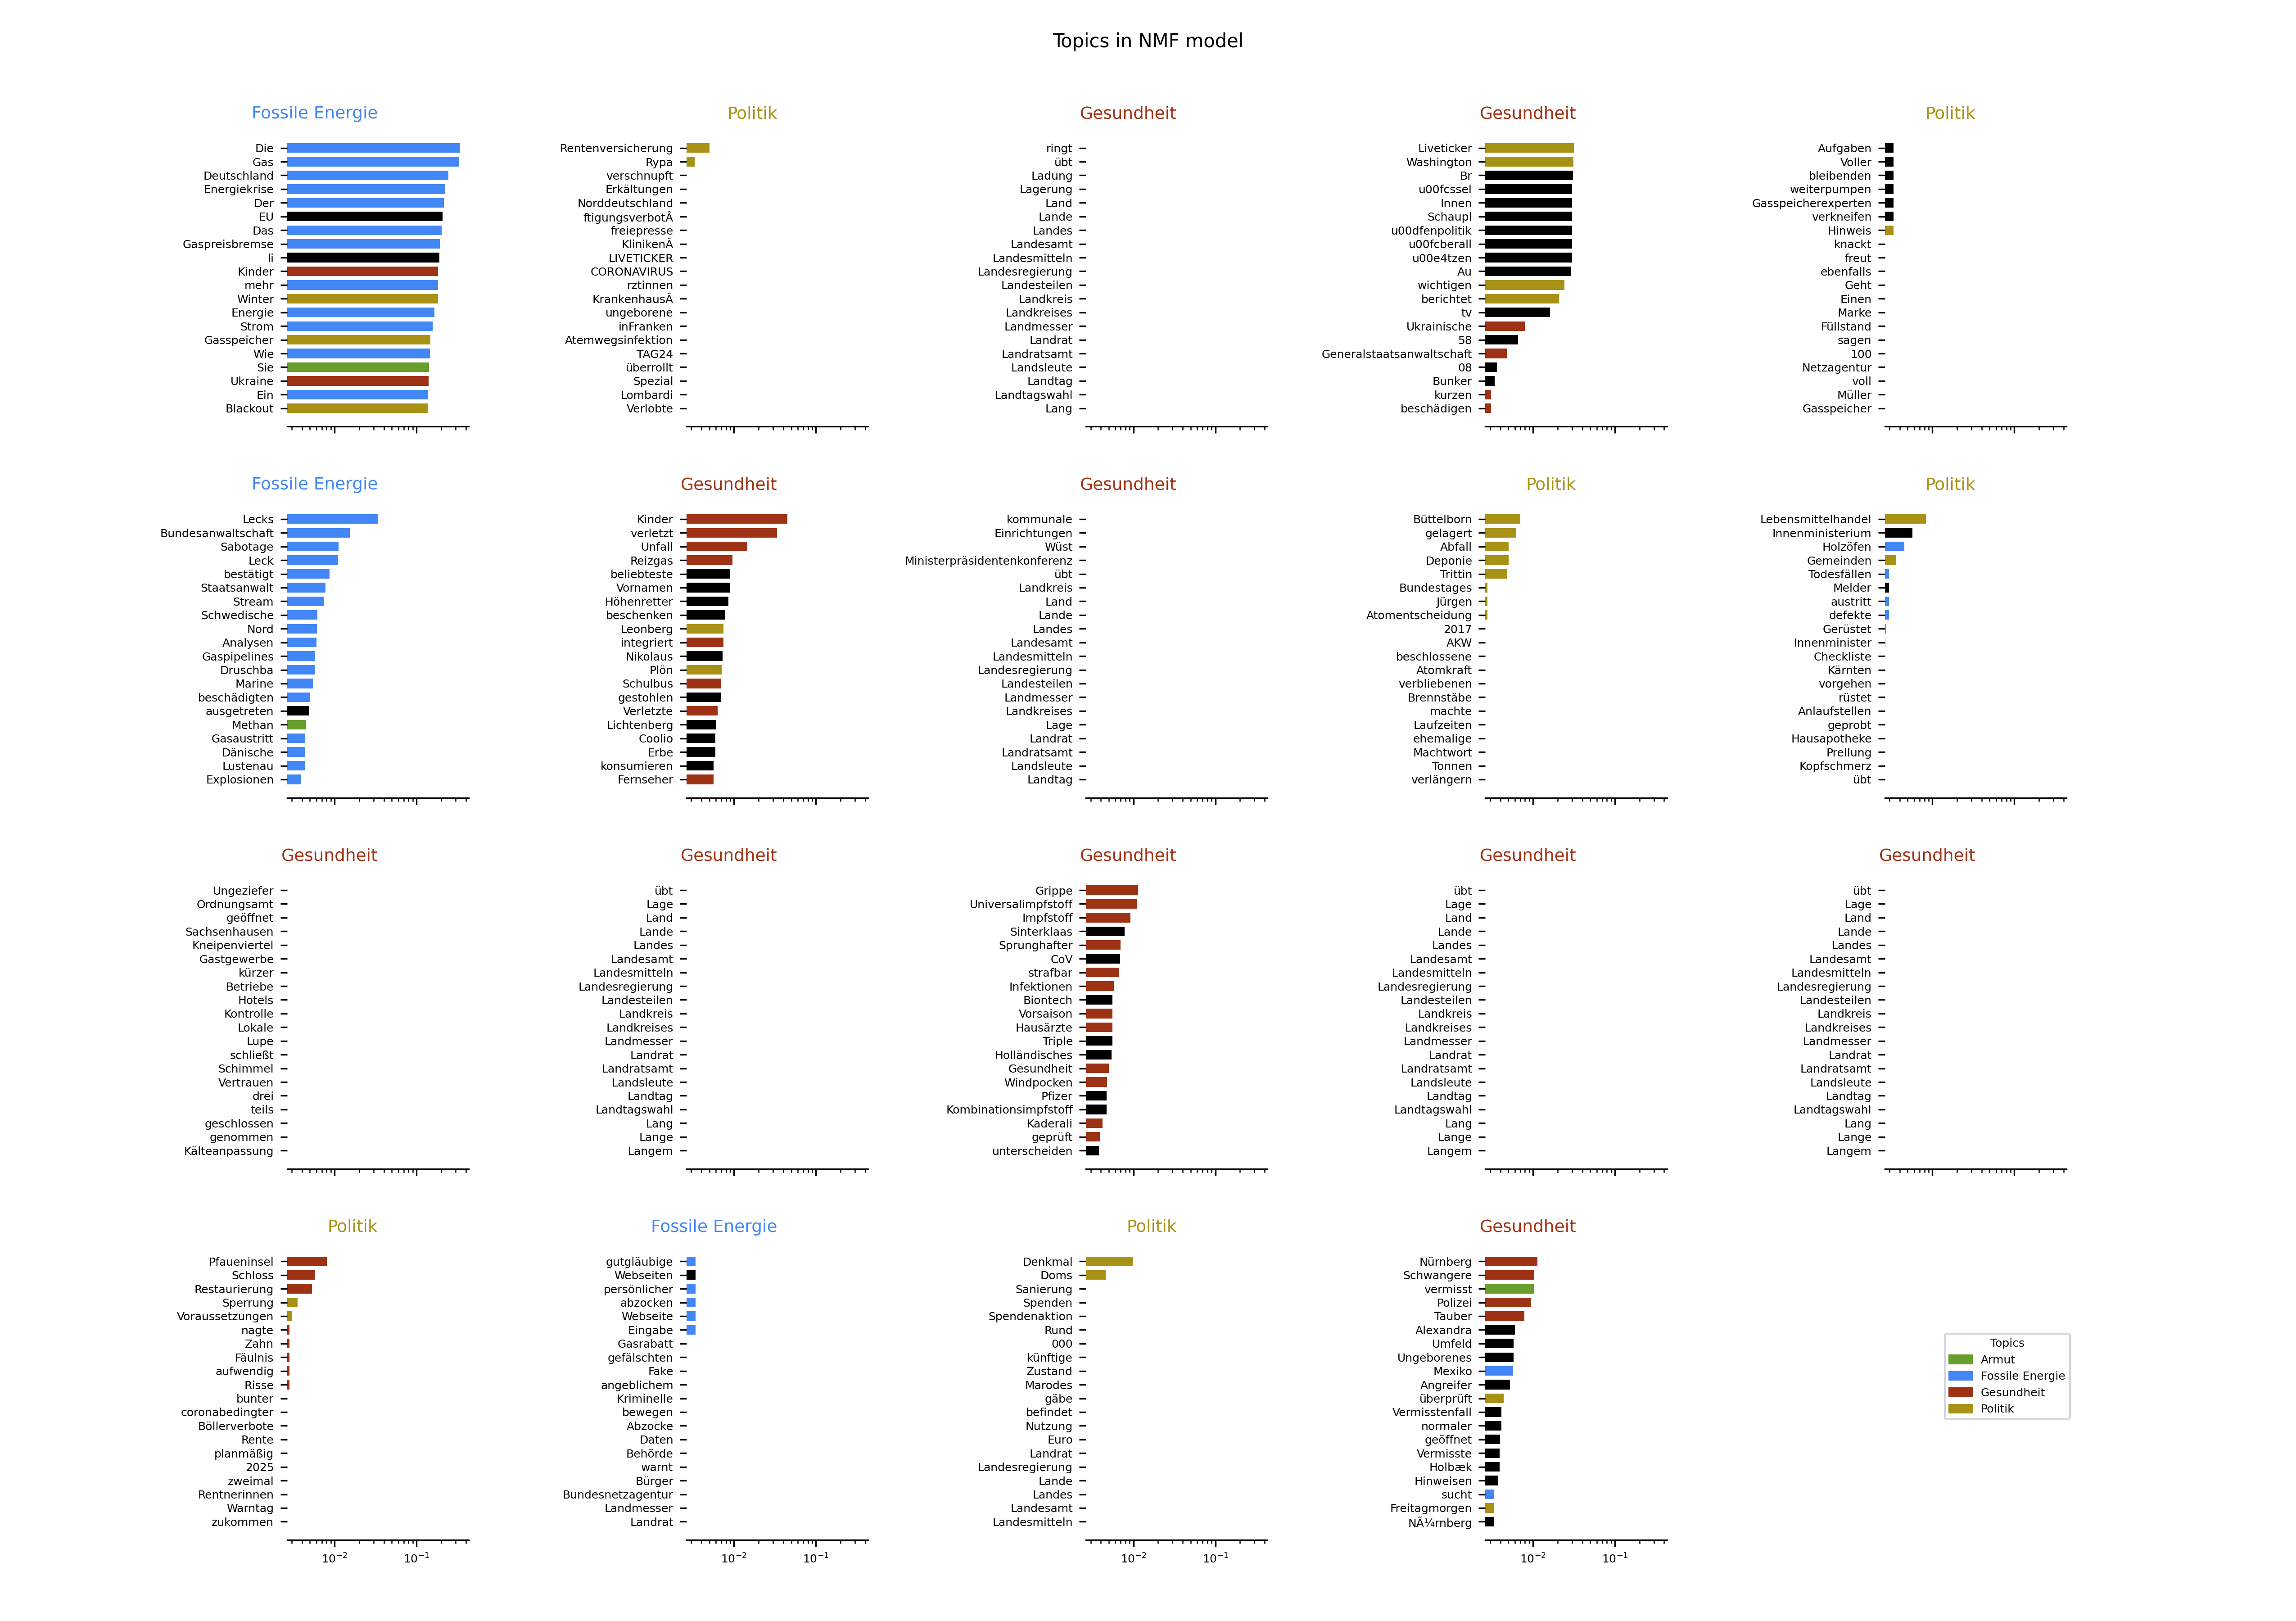 Topics in NMF model
Fossile Energie
Die
Gas
Deutschland
Energiekrise
Der
EU
Das
Gaspreisbremse
li
Kinder
mehr
Winter
Energie
Strom
Gasspeicher
Wie
Sie
Ukraine
Ein
Blackout
Politik
Rentenversicherung
Rypa
verschnupft
Erkältungen
Norddeutschland
ftigungsverbotÂ
freiepresse
KlinikenÂ
LIVETICKER
CORONAVIRUS
rztinnen
KrankenhausÂ
ungeborene
inFranken
Atemwegsinfektion
TAG24
überrollt
Spezial
Lombardi
Verlobte
Gesundheit
ringt
übt
Ladung
Lagerung
Land
Lande
Landes
Landesamt
Landesmitteln
Landesregierung
Landesteilen
Landkreis
Landkreises
Landmesser
Landrat
Landratsamt
Landsleute
Landtag
Landtagswahl
Lang
Gesundheit
Liveticker
Washington
Br
u00fcssel
Innen
Schaupl
u00dfenpolitik
u00fcberall
u00e4tzen
Au
wichtigen
berichtet
tv
Ukrainische
58
Generalstaatsanwaltschaft
08
Bunker
kurzen
beschädigen
Politik
Aufgaben
Voller
bleibenden
weiterpumpen
Gasspeicherexperten
verkneifen
Hinweis
knackt
freut
ebenfalls
Geht
Einen
Marke
Füllstand
sagen
100
Netzagentur
voll
Müller
Gasspeicher
Fossile Energie
Lecks
Bundesanwaltschaft
Sabotage
Leck
bestätigt
Staatsanwalt
Stream
Schwedische
Nord
Analysen
Gaspipelines
Druschba
Marine
beschädigten
ausgetreten
Methan
Gasaustritt
Dänische
Lustenau
Explosionen
Gesundheit
Kinder
verletzt
Unfall
Reizgas
beliebteste
Vornamen
Höhenretter
beschenken
Leonberg
integriert
Nikolaus
Plön
Schulbus
gestohlen
Verletzte
Lichtenberg
Coolio
Erbe
konsumieren
Fernseher
Gesundheit
kommunale
Einrichtungen
Wüst
Ministerpräsidentenkonferenz
übt
Landkreis
Land
Lande
Landes
Landesamt
Landesmitteln
Landesregierung
Landesteilen
Landmesser
Landkreises
Lage
Landrat
Landratsamt
Landsleute
Landtag
Politik
Büttelborn
gelagert
Abfall
Deponie
Trittin
Bundestages
Jürgen
Atomentscheidung
2017
AKW
beschlossene
Atomkraft
verbliebenen
Brennstäbe
machte
Laufzeiten
ehemalige
Machtwort
Tonnen
verlängern
Politik
Lebensmittelhandel
Innenministerium
Holzöfen
Gemeinden
Todesfällen
Melder
austritt
defekte
Gerüstet
Innenminister
Checkliste
Kärnten
vorgehen
rüstet
Anlaufstellen
geprobt
Hausapotheke
Prellung
Kopfschmerz
übt
Gesundheit
Ungeziefer
Ordnungsamt
geöffnet
Sachsenhausen
Kneipenviertel
Gastgewerbe
kürzer
Betriebe
Hotels
Kontrolle
Lokale
Lupe
schließt
Schimmel
Vertrauen
drei
teils
geschlossen
genommen
Kälteanpassung
Gesundheit
übt
Lage
Land
Lande
Landes
Landesamt
Landesmitteln
Landesregierung
Landesteilen
Landkreis
Landkreises
Landmesser
Landrat
Landratsamt
Landsleute
Landtag
Landtagswahl
Lang
Lange
Langem
Gesundheit
Grippe
Universalimpfstoff
Impfstoff
Sinterklaas
Sprunghafter
CoV
strafbar
Infektionen
Biontech
Vorsaison
Hausärzte
Triple
Holländisches
Gesundheit
Windpocken
Pfizer
Kombinationsimpfstoff
Kaderali
geprüft
unterscheiden
Gesundheit
übt
Lage
Land
Lande
Landes
Landesamt
Landesmitteln
Landesregierung
Landesteilen
Landkreis
Landkreises
Landmesser
Landrat
Landratsamt
Landsleute
Landtag
Landtagswahl
Lang
Lange
Langem
Gesundheit
übt
Lage
Land
Lande
Landes
Landesamt
Landesmitteln
Landesregierung
Landesteilen
Landkreis
Landkreises
Landmesser
Landrat
Landratsamt
Landsleute
Landtag
Landtagswahl
Lang
Lange
Langem
Politik
Pfaueninsel
Schloss
Restaurierung
Sperrung
Voraussetzungen
nagte
Zahn
Fäulnis
aufwendig
Risse
bunter
coronabedingter
Böllerverbote
Rente
planmäßig
2025
zweimal
Rentnerinnen
Warntag
zukommen
10⁻² 10⁻¹
Fossile Energie
gutgläubige
Webseiten
persönlicher
abzocken
Webseite
Eingabe
Gasrabatt
gefälschten
Fake
angeblichem
Kriminelle
bewegen
Abzocke
Daten
Behörde
warnt
Bürger
Bundesnetzagentur
Landmesser
Landrat
10⁻² 10⁻¹
Politik
Denkmal
Doms
Sanierung
Spenden
Spendenaktion
Rund
000
künftige
Zustand
Marodes
gäbe
befindet
Nutzung
Euro
Landrat
Landesregierung
Lande
Landes
Landesamt
Landesmitteln
10⁻² 10⁻¹
Gesundheit
Nürnberg
Schwangere
vermisst
Polizei
Tauber
Alexandra
Umfeld
Ungeborenes
Mexiko
Angreifer
überprüft
Vermisstenfall
normaler
geöffnet
Vermisste
Holbæk
Hinweisen
sucht
Freitagmorgen
NÃ¼rnberg
10⁻² 10⁻¹
Topics
Armut
Fossile Energie
Gesundheit
Politik